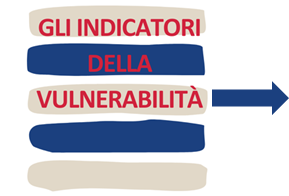 GLI INDICATORI
DELLA
VULNERABILITÀ